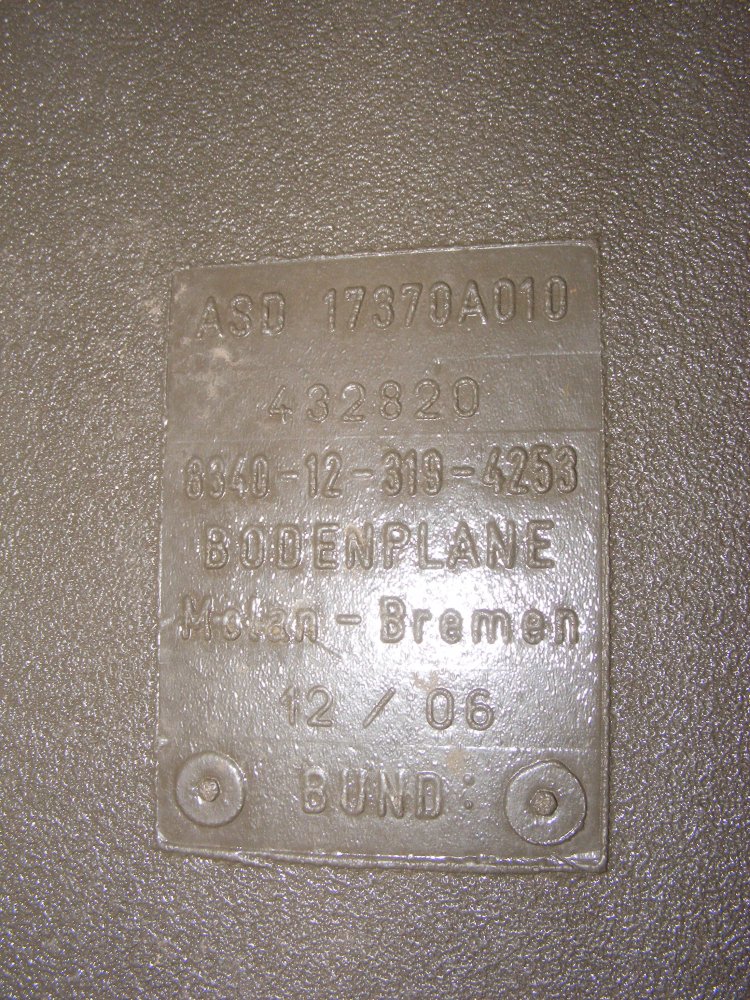 ASD 17370A010
432820
8340-12-319-4253
BODENPLANE
Molan - Bremen
12 / 06
BUND: